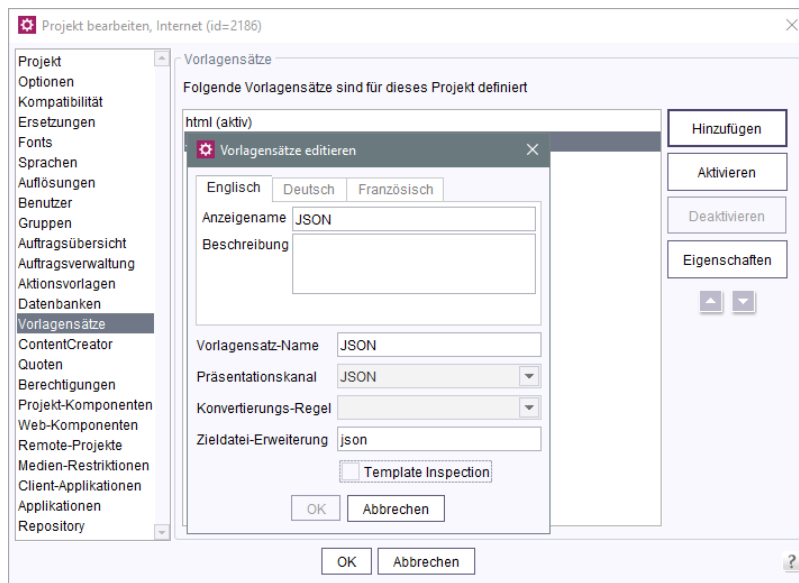 Projekt bearbeiten, Internet (id=2186)
Projekt
Optionen
Kompatibilität
Ersetzungen
Fonts
Sprachen
Auflösungen
Benutzer
Gruppen
Auftragsübersicht
Auftragsverwaltung
Aktionsvorlagen
Datenbanken
Vorlagensätze
ContentCreator
Quoten
Berechtigungen
Projekt-Komponenten
Web-Komponenten
Remote-Projekte
Medien-Restriktionen
Client-Applikationen
Applikationen
Repository
Vorlagensätze
Folgende Vorlagensätze sind für dieses Projekt definiert
html (aktiv)
Hinzufügen
Aktivieren
Deaktivieren
Eigenschaften
Vorlagensätze editieren
Englisch Deutsch Französisch
Anzeigename JSON
Beschreibung
Vorlagensatz-Name JSON
Präsentationskanal JSON
Konvertierungs-Regel
Zieldatei-Erweiterung json
Template Inspection
OK Abbrechen
OK Abbrechen
?